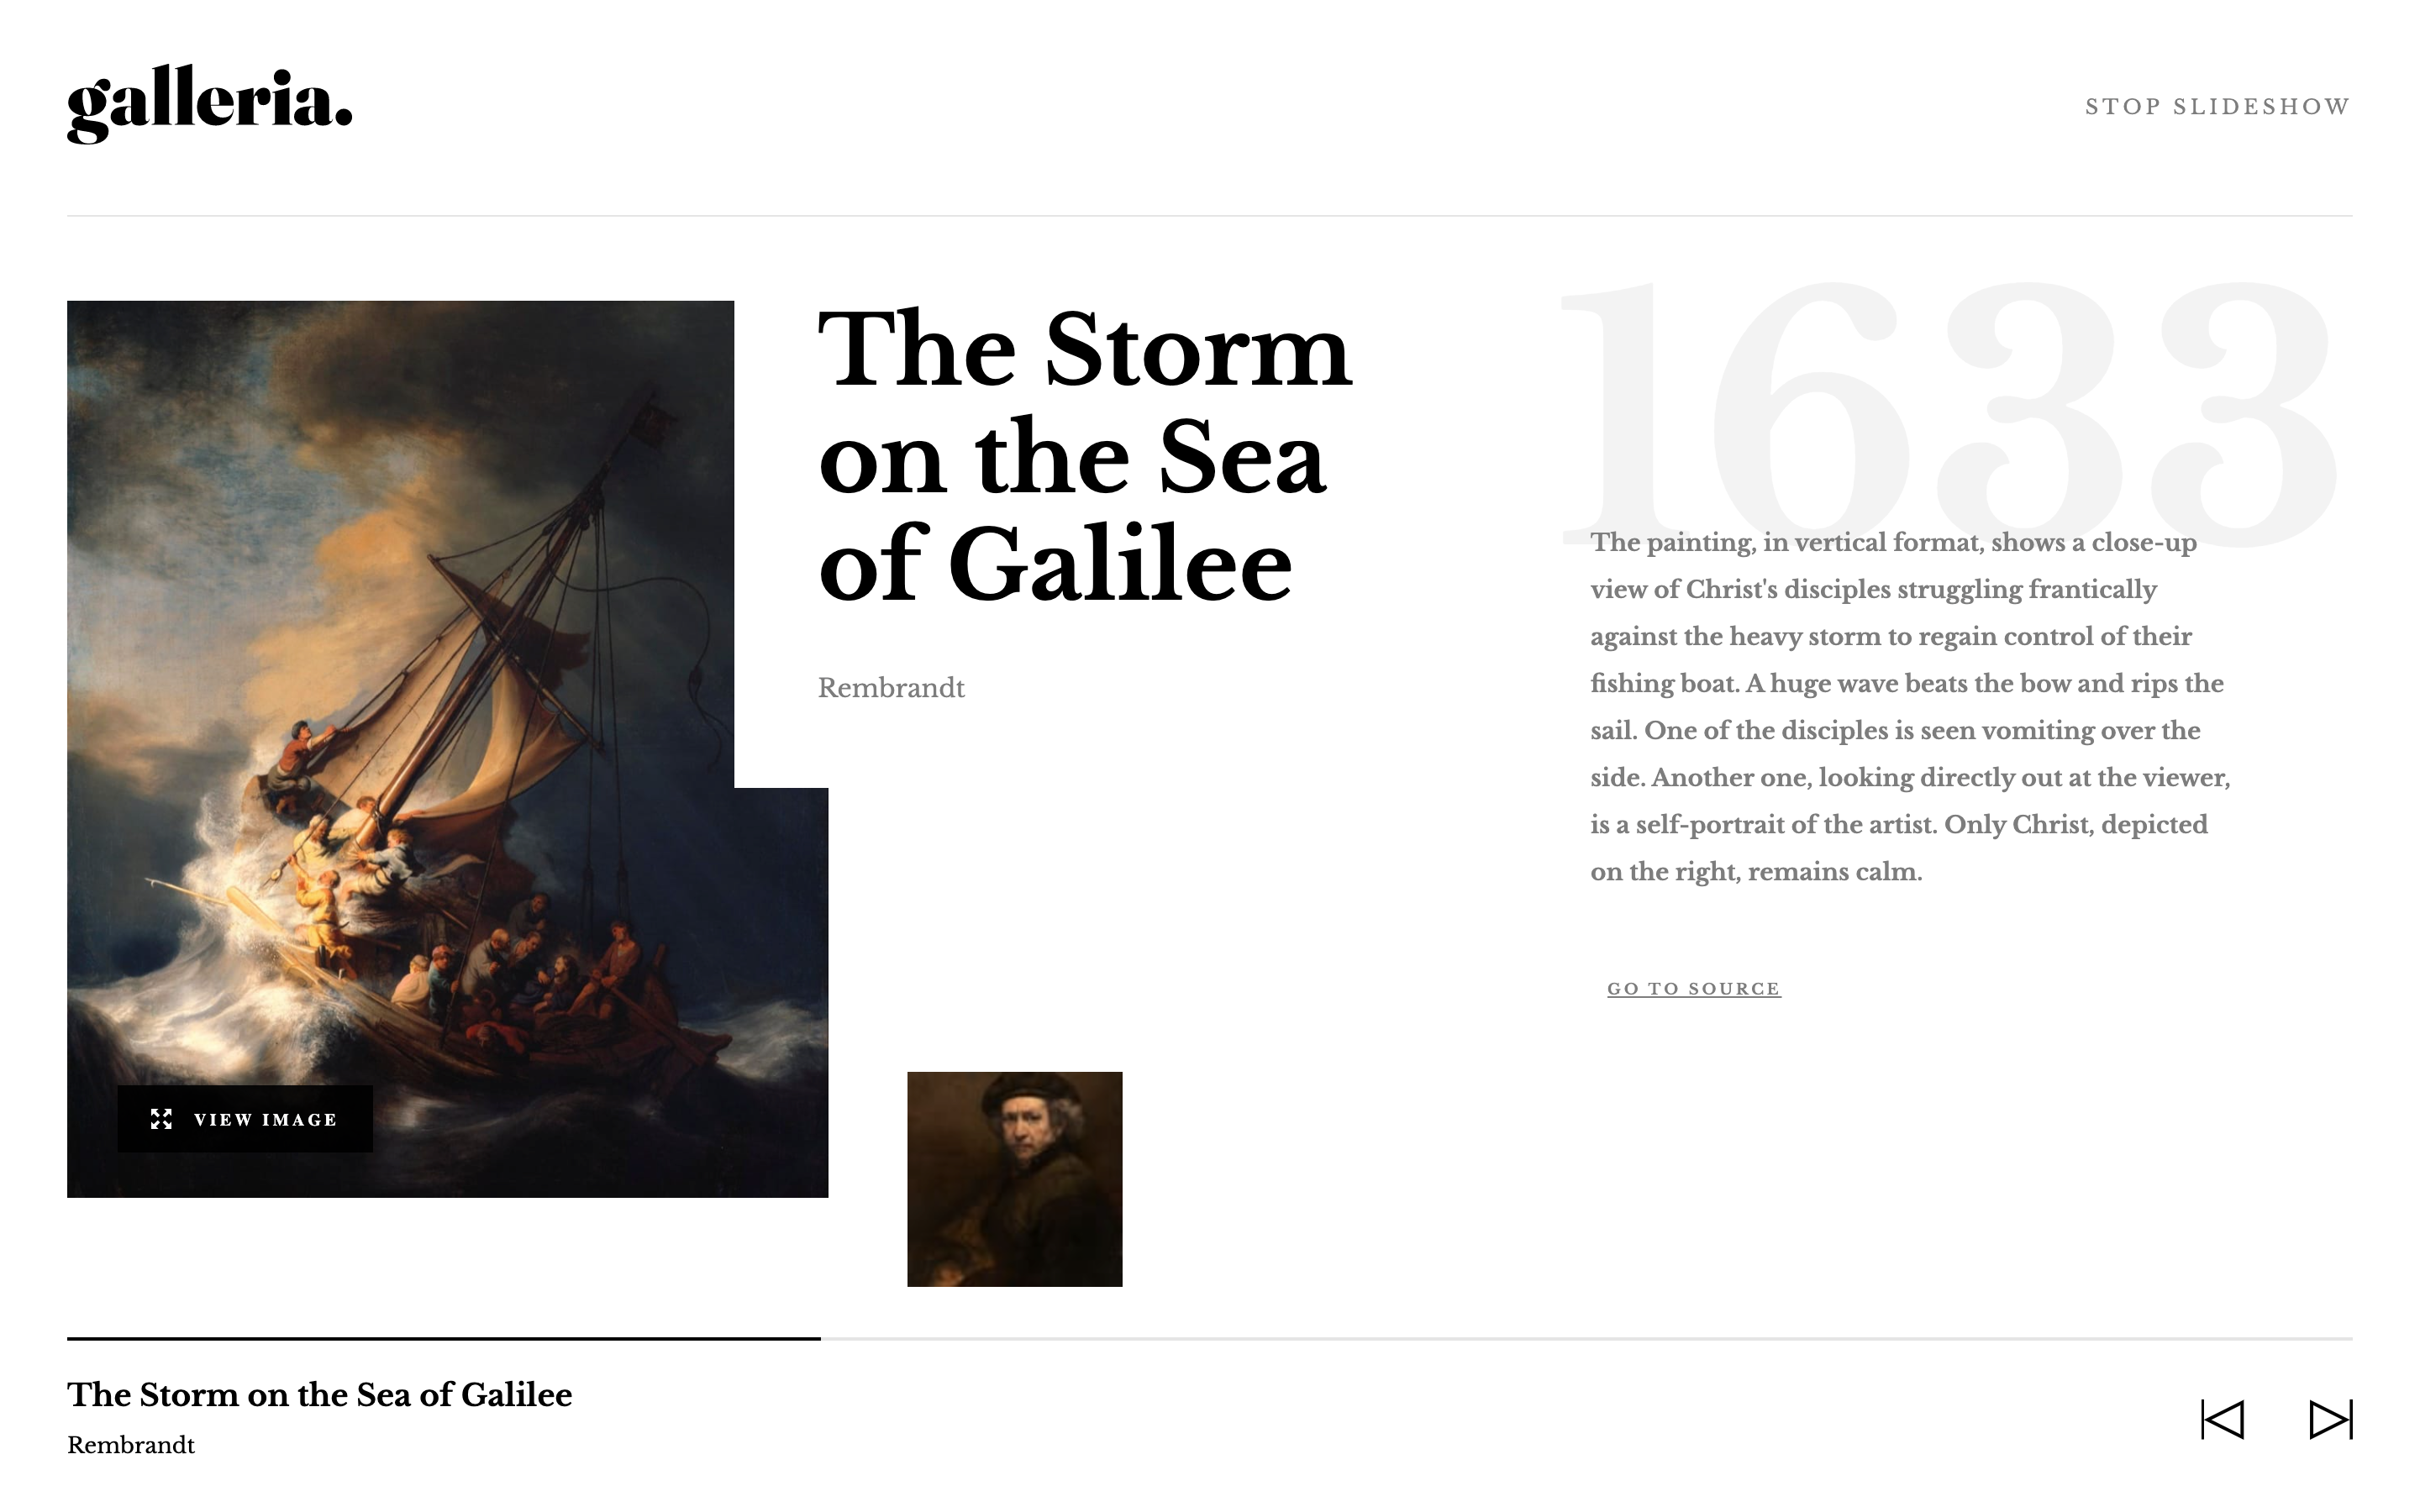 galleria.
STOP SLIDESHOW
The Storm
on the Sea
of Galilee
Rembrandt
1633
The painting, in vertical format, shows a close-up
view of Christ's disciples struggling frantically
against the heavy storm to regain control of their
fishing boat. A huge wave beats the bow and rips the
sail. One of the disciples is seen vomiting over the
side. Another one, looking directly out at the viewer,
is a self-portrait of the artist. Only Christ, depicted
on the right, remains calm.
GO TO SOURCE
VIEW IMAGE
The Storm on the Sea of Galilee
Rembrandt